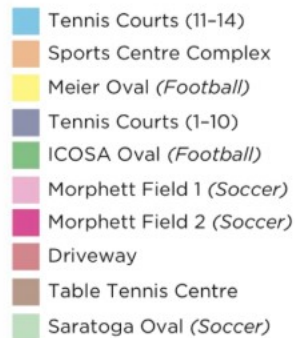 Tennis Courts (11–14)
Sports Centre Complex
Meier Oval (Football)
Tennis Courts (1–10)
ICOSA Oval (Football)
Morphett Field 1 (Soccer)
Morphett Field 2 (Soccer)
Driveway
Table Tennis Centre
Saratoga Oval (Soccer)